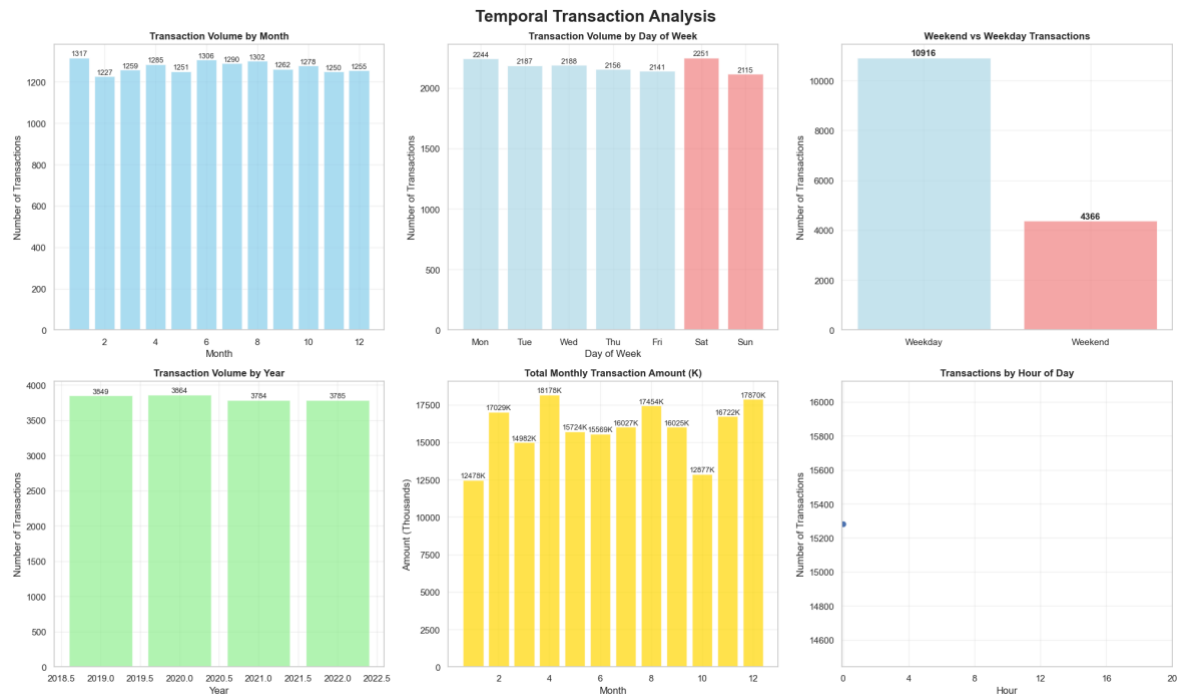 Temporal Transaction Analysis
Transaction Volume by Month
Number of Transactions
1200
1000
800
600
400
200
0
1317
1227
1259
1285
1251
1306
1290
1302
1262
1278
1250
1255
2 4 6 8 10 12
Month
Transaction Volume by Day of Week
Number of Transactions
2000
1500
1000
500
0
2244
2187
2188
2156
2141
2251
2115
Mon Tue Wed Thu Fri Sat Sun
Day of Week
Weekend vs Weekday Transactions
Number of Transactions
10000
8000
6000
4000
2000
0
10916
4366
Weekday Weekend
Transaction Volume by Year
Number of Transactions
4000
3500
3000
2500
2000
1500
1000
500
0
3849
3864
3784
3785
2018.5 2019.0 2019.5 2020.0 2020.5 2021.0 2021.5 2022.0 2022.5
Year
Total Monthly Transaction Amount (K)
Amount (Thousands)
17500
15000
12500
10000
7500
5000
2500
0
12478K
17029K
14982K
18178K
15724K
15569K
16027K
17454K
16025K
12877K
16722K
17870K
2 4 6 8 10 12
Month
Transactions by Hour of Day
Number of Transactions
16000
15800
15600
15400
15200
15000
14800
14600
0 4 8 12 16 20
Hour